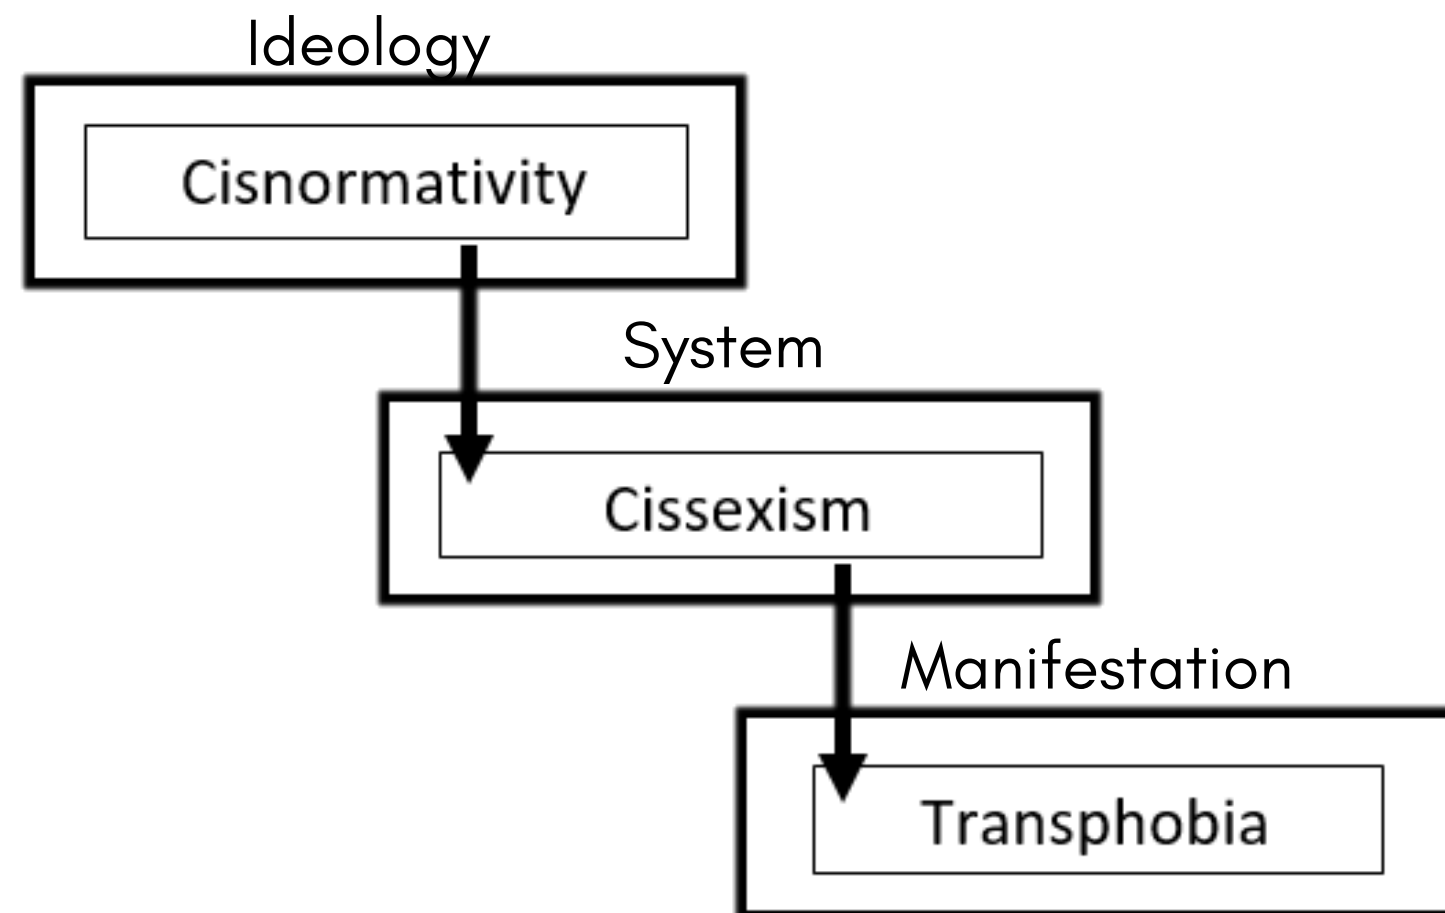 Ideology
Cisnormativity
System
Cissexism
Manifestation
Transphobia